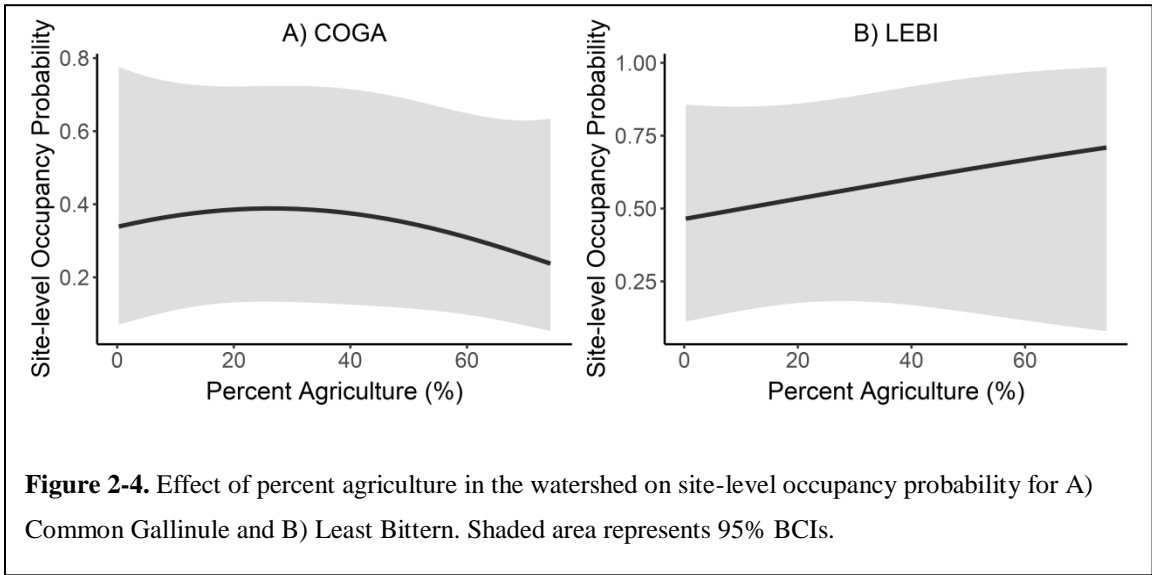 A) COGA
Site-level Occupancy Probability
0.8
0.6
0.4
0.2
0 20 40 60
Percent Agriculture (%)
B) LEBI
Site-level Occupancy Probability
1.00
0.75
0.50
0.25
0 20 40 60
Percent Agriculture (%)
Figure 2-4. Effect of percent agriculture in the watershed on site-level occupancy probability for A)
Common Gallinule and B) Least Bittern. Shaded area represents 95% BCIs.